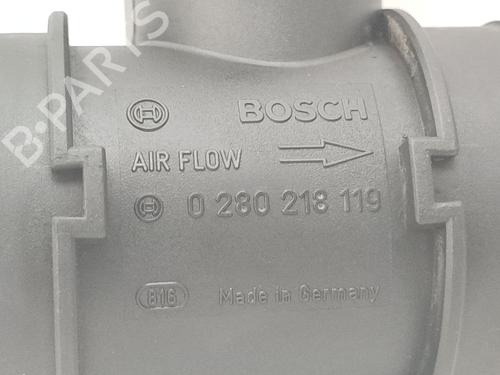 BOSCH
AIR FLOW
0 280 218 119
B16
Made in Germany
B-PARTS